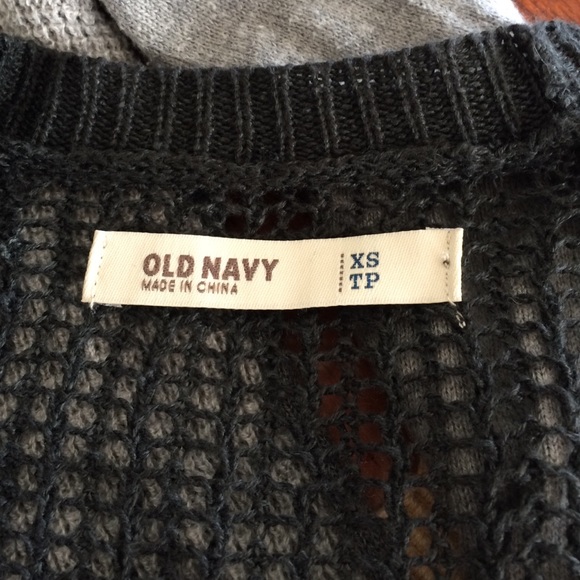 OLD NAVY
MADE IN CHINA
XS
TP